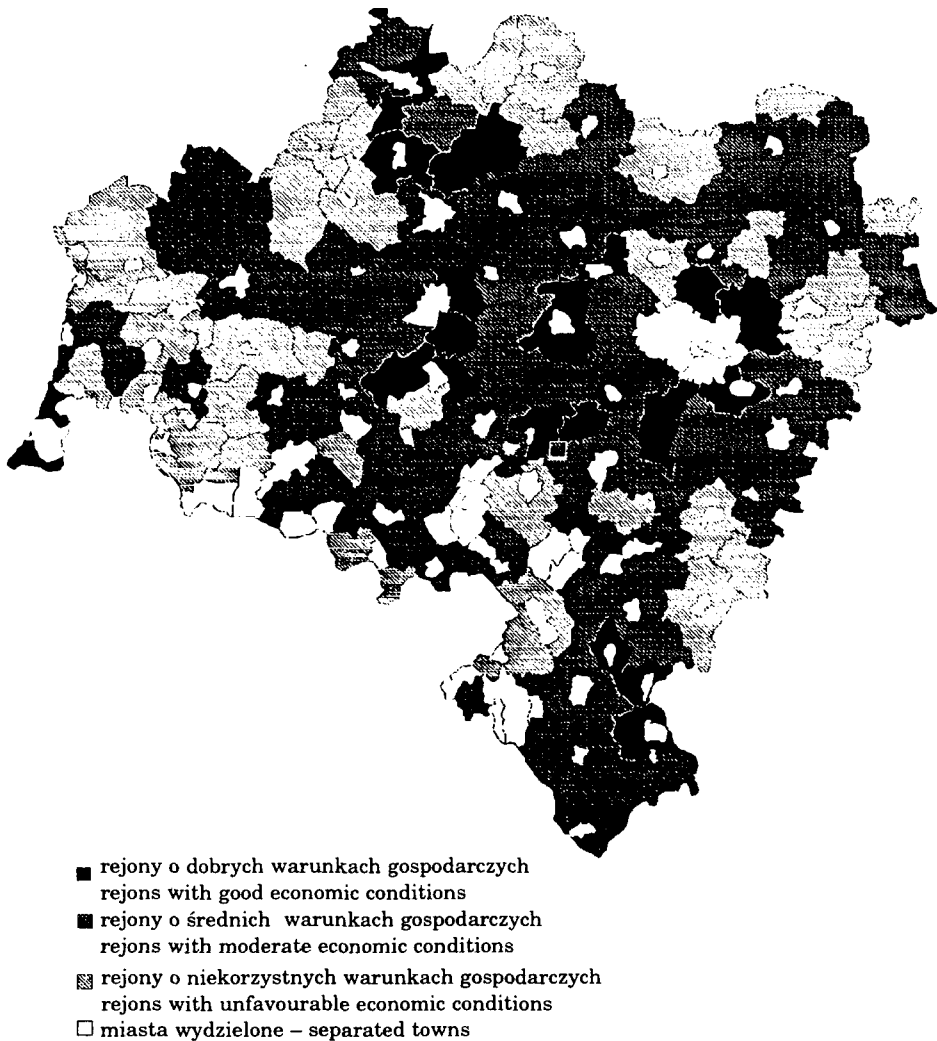 rejony o dobrych warunkach gospodarczych
rejons with good economic conditions
rejony o średnich warunkach gospodarczych
rejons with moderate economic conditions
rejony o niekorzystnych warunkach gospodarczych
rejons with unfavourable economic conditions
miasta wydzielone – separated towns